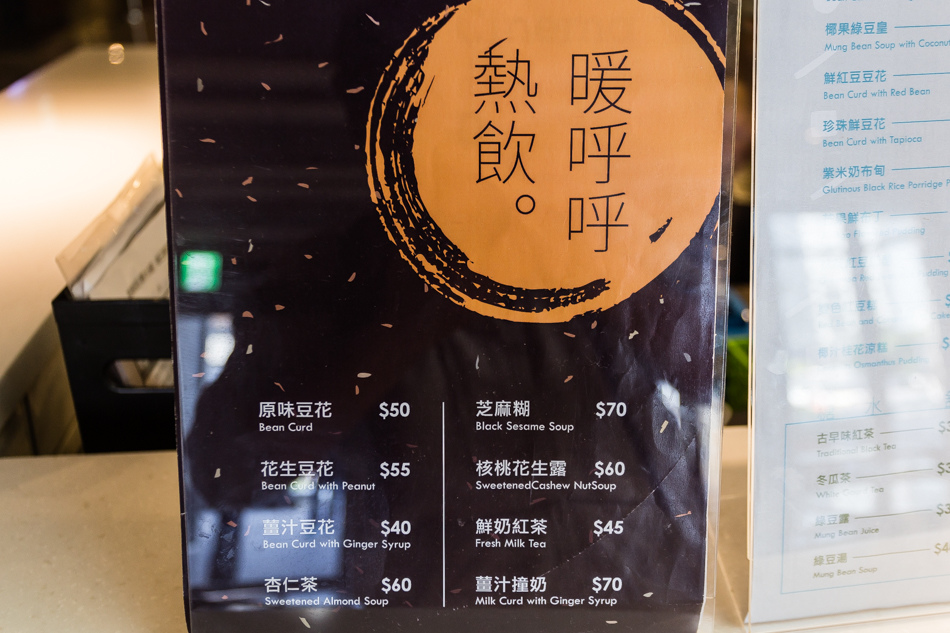 暖呼呼
熱飲。
原味豆花 $50
Bean Curd
花生豆花 $55
Bean Curd with Peanut
薑汁豆花 $40
Bean Curd with Ginger Syrup
杏仁茶 $60
Sweetened Almond Soup
芝麻糊 $70
Black Sesame Soup
核桃花生露 $60
SweetenedCashew NutSoup
鮮奶紅茶 $45
Fresh Milk Tea
薑汁撞奶 $70
Milk Curd with Ginger Syrup
椰果綠豆皇
Mung Bean Soup with Coconut
鮮紅豆豆花
Bean Curd with Red Bean
珍珠鮮豆花
Bean Curd with Tapioca
紫米奶布甸
Glutinous Black Rice Porridge
Osmanthus Pudding
古早味紅茶
Traditional Black Tea
冬瓜茶
White Tea
綠豆露
Mung Bean Juice
綠豆湯
Mung Bean Soup